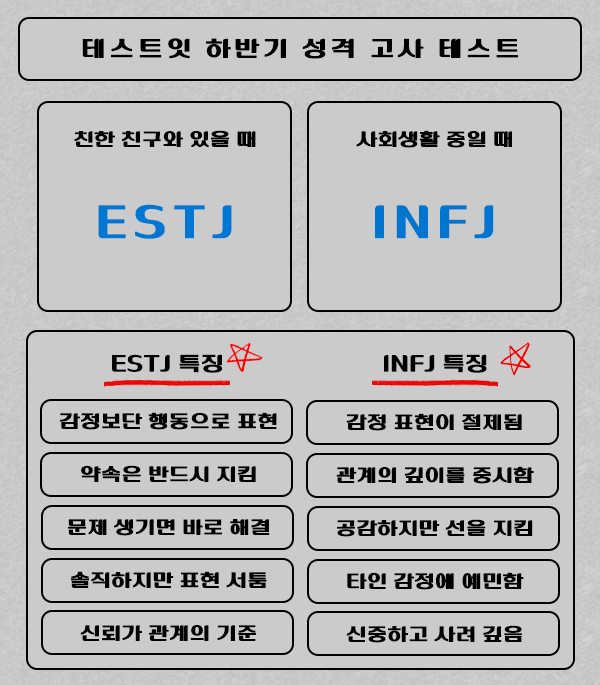 테스트잇 하반기 성격 고사 테스트
친한 친구와 있을 때
ESTJ
사회생활 중일 때
INFJ
ESTJ 특징
감정보단 행동으로 표현
약속은 반드시 지킴
문제 생기면 바로 해결
솔직하지만 표현 서툼
신뢰가 관계의 기준
INFJ 특징
감정 표현이 절제됨
관계의 깊이를 중시함
공감하지만 선을 지킴
타인 감정에 예민함
신중하고 사려 깊음